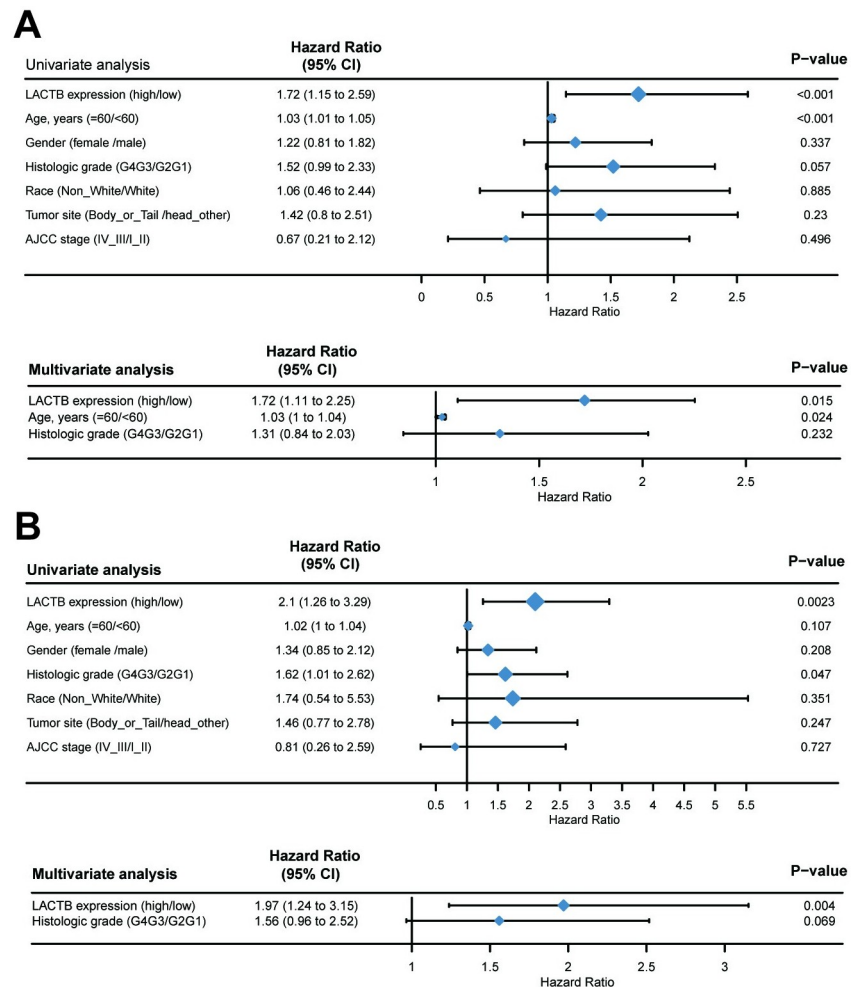 A
Hazard Ratio
Univariate analysis (95% CI) P-value
LACTB expression (high/low) 1.72 (1.15 to 2.59) <0.001
Age, years (=60/<60) 1.03 (1.01 to 1.05) <0.001
Gender (female /male) 1.22 (0.81 to 1.82) 0.337
Histologic grade (G4G3/G2G1) 1.52 (0.99 to 2.33) 0.057
Race (Non_White/White) 1.06 (0.46 to 2.44) 0.885
Tumor site (Body_or_Tail /head_other) 1.42 (0.8 to 2.51) 0.23
AJCC stage (IV_III/I_II) 0.67 (0.21 to 2.12) 0.496
0 0.5 1 1.5 2 2.5
Hazard Ratio
Hazard Ratio
Multivariate analysis (95% CI) P-value
LACTB expression (high/low) 1.72 (1.11 to 2.25) 0.015
Age, years (=60/<60) 1.03 (1 to 1.04) 0.024
Histologic grade (G4G3/G2G1) 1.31 (0.84 to 2.03) 0.232
1 1.5 2 2.5
Hazard Ratio
B
Hazard Ratio
Univariate analysis (95% CI) P-value
LACTB expression (high/low) 2.1 (1.26 to 3.29) 0.0023
Age, years (=60/<60) 1.02 (1 to 1.04) 0.107
Gender (female /male) 1.34 (0.85 to 2.12) 0.208
Histologic grade (G4G3/G2G1) 1.62 (1.01 to 2.62) 0.047
Race (Non_White/White) 1.74 (0.54 to 5.53) 0.351
Tumor site (Body_or_Tail/head_other) 1.46 (0.77 to 2.78) 0.247
AJCC stage (IV_III/I_II) 0.81 (0.26 to 2.59) 0.727
0.5 1 1.5 2 2.5 3 3.5 4 4.5 5 5.5
Hazard Ratio
Hazard Ratio
Multivariate analysis (95% CI) P-value
LACTB expression (high/low) 1.97 (1.24 to 3.15) 0.004
Histologic grade (G4G3/G2G1) 1.56 (0.96 to 2.52) 0.069
1 1.5 2 2.5 3
Hazard Ratio